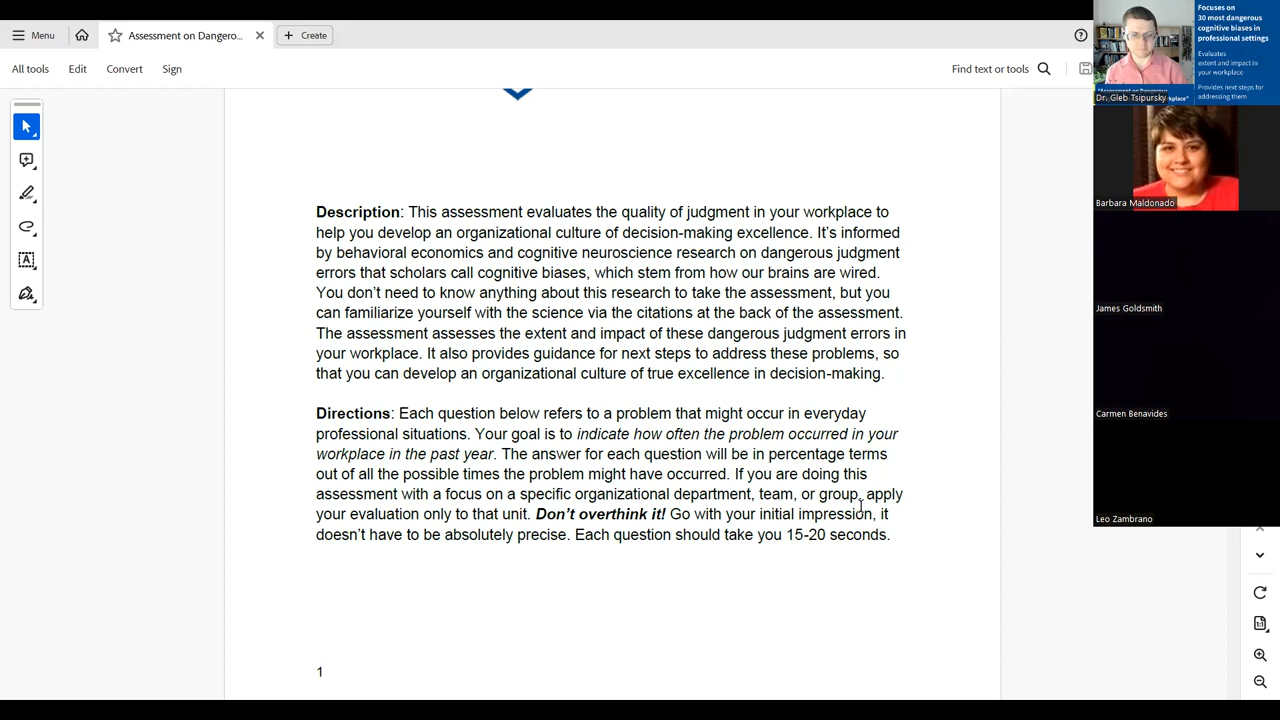 Menu
Assessment on Dangero...
Create
All tools
Edit
Convert
Sign
Find text or tools
Description: This assessment evaluates the quality of judgment in your workplace to
help you develop an organizational culture of decision-making excellence. It's informed
by behavioral economics and cognitive neuroscience research on dangerous judgment
errors that scholars call cognitive biases, which stem from how our brains are wired.
You don't need to know anything about this research to take the assessment, but you
can familiarize yourself with the science via the citations at the back of the assessment.
The assessment assesses the extent and impact of these dangerous judgment errors in
your workplace. It also provides guidance for next steps to address these problems, so
that you can develop an organizational culture of true excellence in decision-making.
Directions: Each question below refers to a problem that might occur in everyday
professional situations. Your goal is to indicate how often the problem occurred in your
workplace in the past year. The answer for each question will be in percentage terms
out of all the possible times the problem might have occurred. If you are doing this
assessment with a focus on a specific organizational department, team, or group, apply
your evaluation only to that unit. Don't overthink it! Go with your initial impression, it
doesn't have to be absolutely precise. Each question should take you 15-20 seconds.
1
Focuses on
30 most dangerous
cognitive biases in
professional settings
Evaluates
extent and impact in
your workplace
Provides next steps for
addressing them
Dr. Gleb Tsipursky
Barbara Maldonado
James Goldsmith
Carmen Benavides
Leo Zambrano